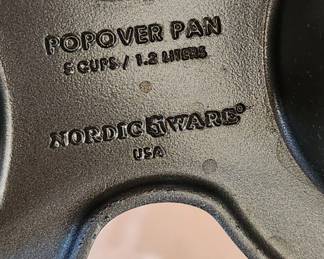 POPOVER PAN
5 CUPS / 1.2 LITERS
NORDIC WARE®
USA